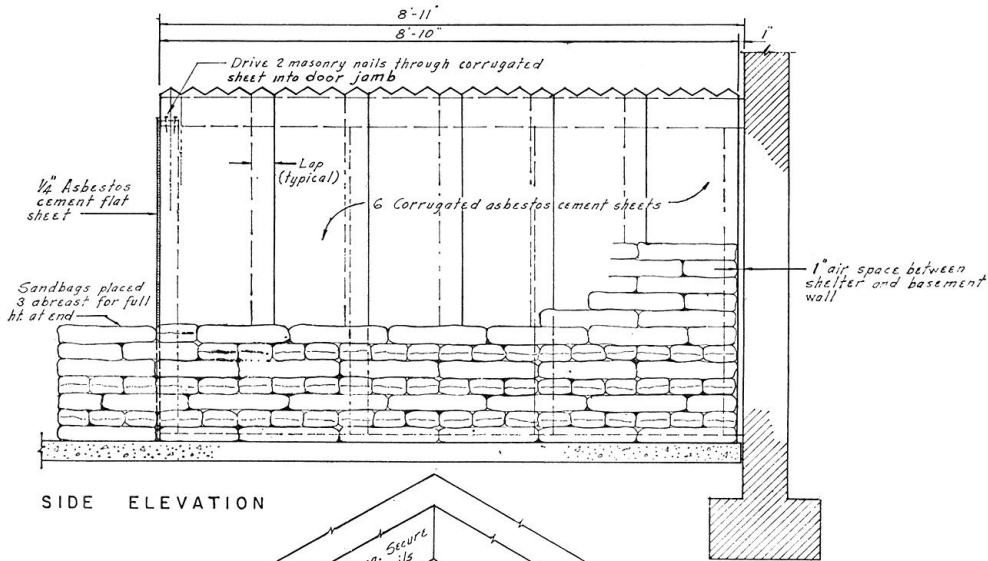 8'-11"
8'-10"
1"
Drive 2 masonry nails through corrugated
sheet into door jamb
Lap
(typical)
1/4" Asbestos
cement flat
sheet
6 Corrugated asbestos cement sheets
1" air space between
shelter and basement
wall
Sandbags placed
3 abreast for full
ht. at end
SIDE ELEVATION
Secure